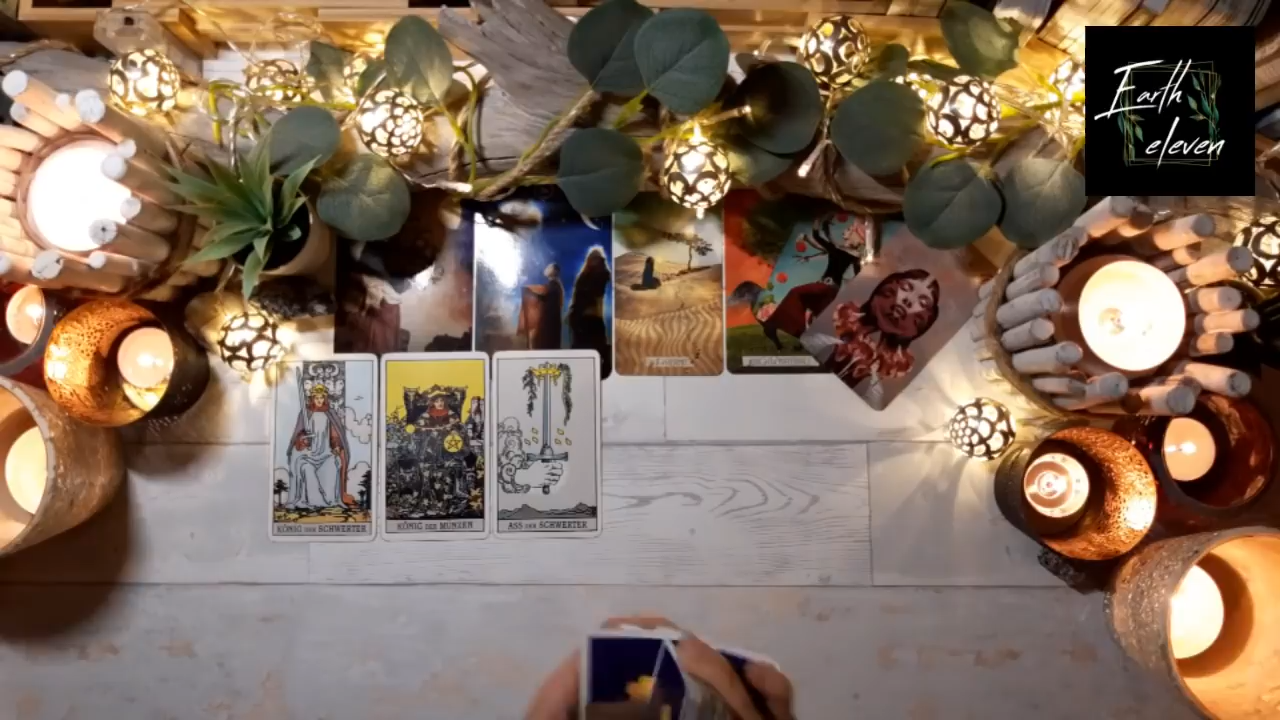 Earth
eleven
KÖNIG DER SCHWERTER
KÖNIG DER MÜNZEN
ASS DER SCHWERTER